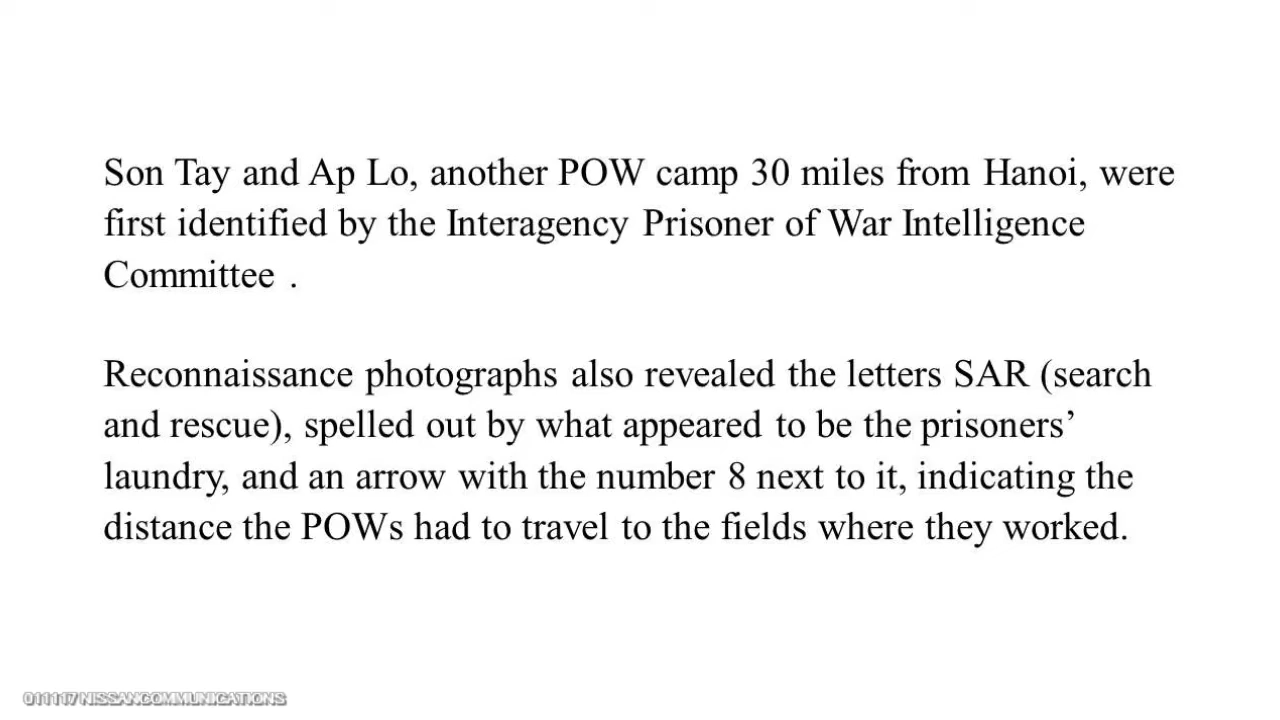 Son Tay and Ap Lo, another POW camp 30 miles from Hanoi, were
first identified by the Interagency Prisoner of War Intelligence
Committee .
Reconnaissance photographs also revealed the letters SAR (search
and rescue), spelled out by what appeared to be the prisoners’
laundry, and an arrow with the number 8 next to it, indicating the
distance the POWs had to travel to the fields where they worked.
011117 NISSANCOMMUNICATIONS